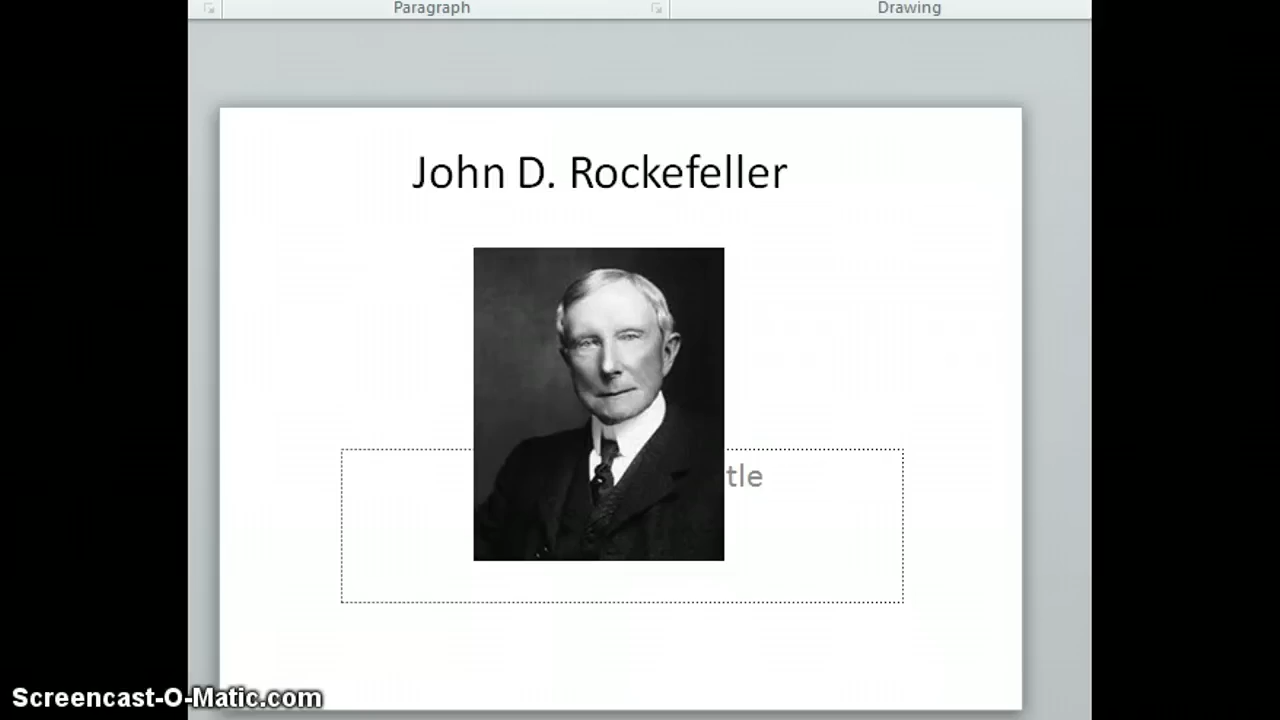 Paragraph
Drawing
John D. Rockefeller
tle
Screencast-O-Matic.com